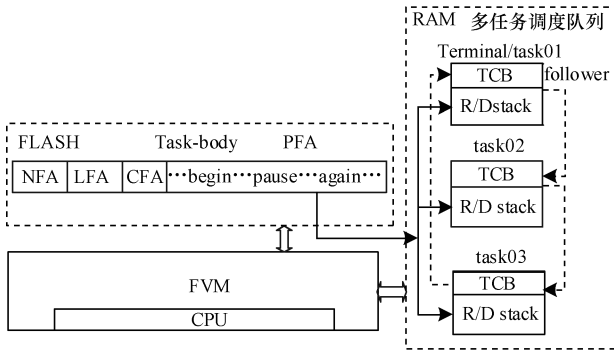 RAM 多任务调度队列
Terminal/task01
TCB follower
R/Dstack
FLASH Task-body PFA
NFA LFA CFA ···begin···pause···again···
task02
TCB
R/D stack
task03
TCB
R/D stack
FVM
CPU